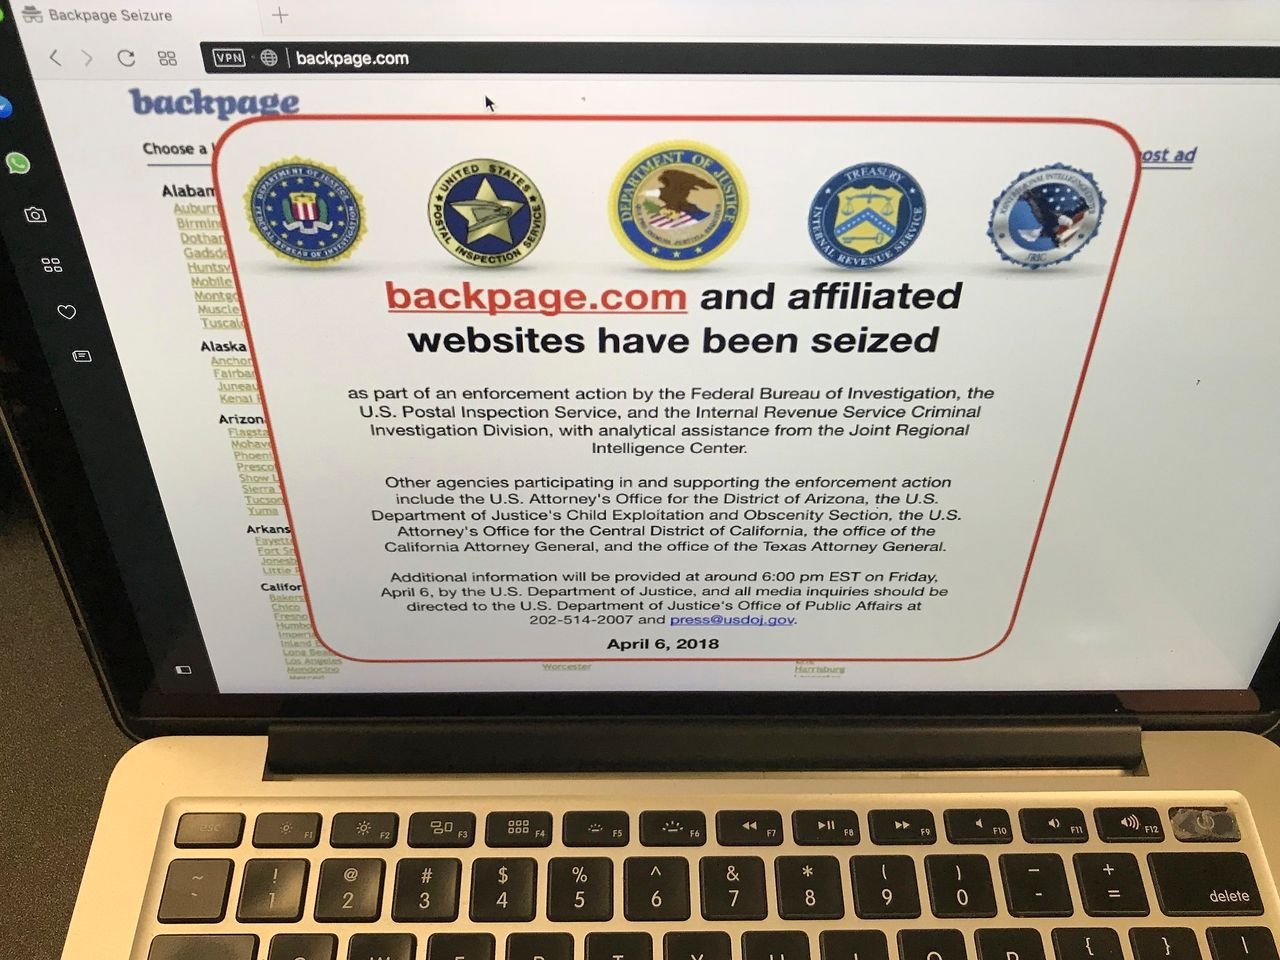 Backpage Seizure
VPN backpage.com
backpage
Choose a
ost ad
DEPARTMENT OF JUSTICE
FEDERAL BUREAU OF INVESTIGATION
UNITED STATES
POSTAL INSPECTION SERVICE
DEPARTMENT OF JUSTICE
TREASURY
INTERNAL REVENUE SERVICE
JRIC
backpage.com and affiliated
websites have been seized
as part of an enforcement action by the Federal Bureau of Investigation, the
U.S. Postal Inspection Service, and the Internal Revenue Service Criminal
Investigation Division, with analytical assistance from the Joint Regional
Intelligence Center.
Other agencies participating in and supporting the enforcement action
include the U.S. Attorney's Office for the District of Arizona, the U.S.
Department of Justice's Child Exploitation and Obscenity Section, the U.S.
Attorney's Office for the Central District of California, the office of the
California Attorney General, and the office of the Texas Attorney General.
Additional information will be provided at around 6:00 pm EST on Friday,
April 6, by the U.S. Department of Justice, and all media inquiries should be
directed to the U.S. Department of Justice's Office of Public Affairs at
202-514-2007 and press@usdoj.gov.
April 6, 2018
Alabam
Auburn
Birmin
Dothan
Gadsde
Huntsv
Mobile
Montgo
Muscle
Tuscalo
Alaska
Anchor
Fairban
Juneau
Kenai
Arizon
Flagsta
Mohav
Phoeni
Presco
Show L
Sierra
Tucson
Yuma
Arkans
Fayette
Fort Sm
Jonesb
Little
Califor
Bakers
Chico
Fresno
Humbo
Imperia
Inland E
Long Bea
Los Angeles
Mendocino
Worcester
Harrisburg
esc F1 F2 F3 F4 F5 F6 F7 F8 F9 F10 F11 F12
~ ! @ # $ % ^ & * ( ) _ +
` 1 2 3 4 5 6 7 8 9 0 - = delete
{ }